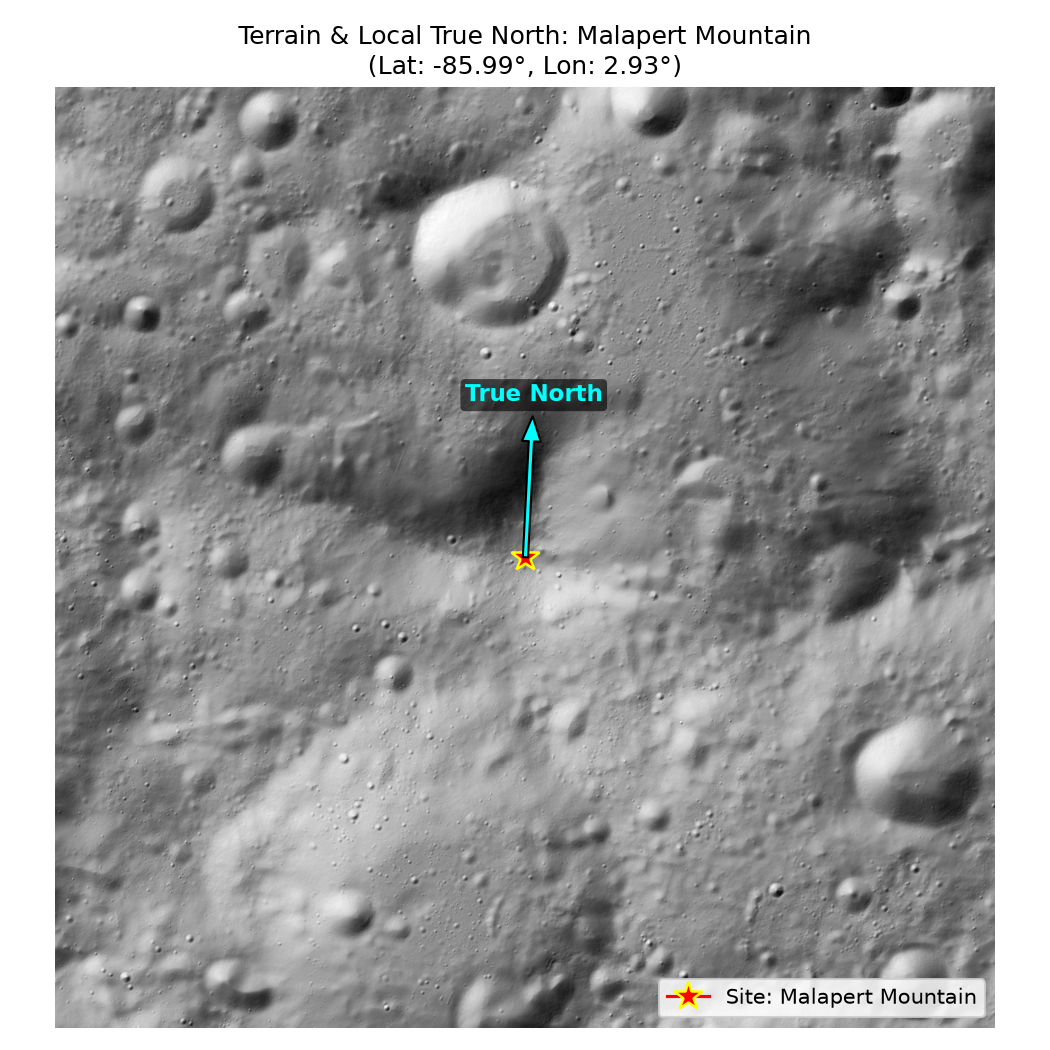 Terrain & Local True North: Malapert Mountain
(Lat: -85.99°, Lon: 2.93°)
True North
Site: Malapert Mountain